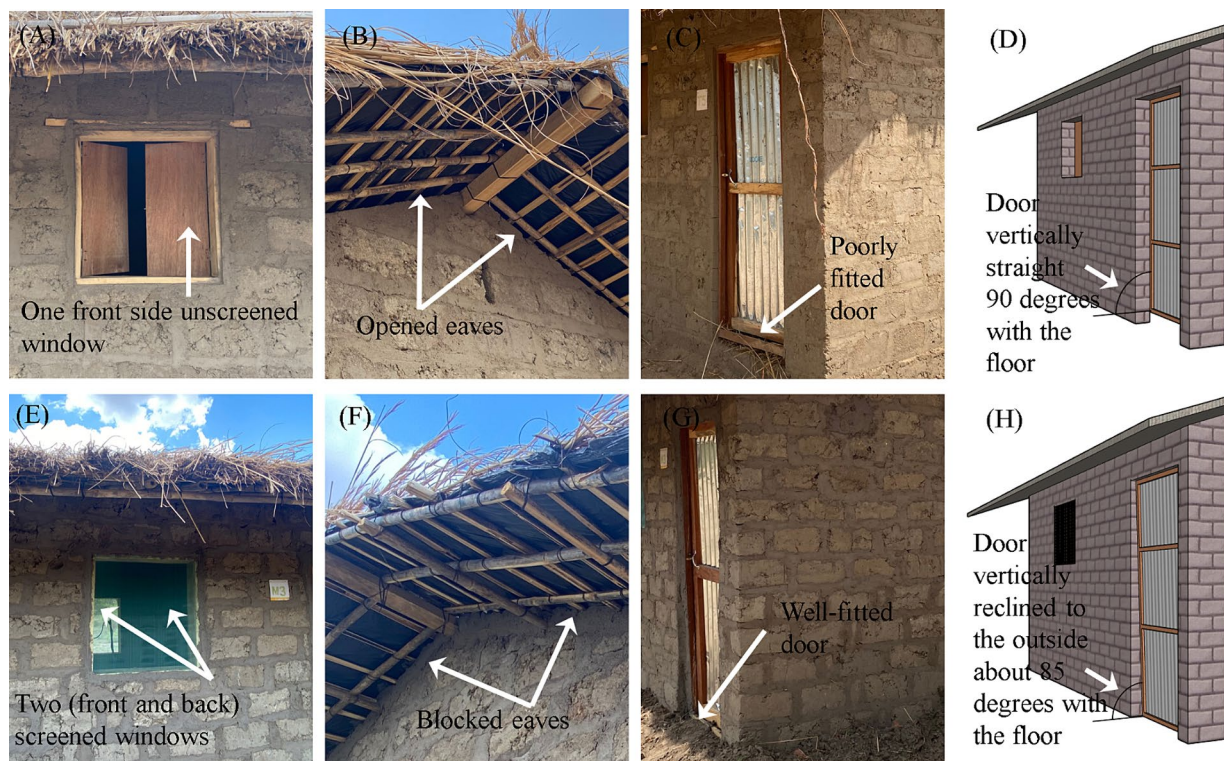 (A)
One front side unscreened
window
(B)
Opened eaves
(C)
Poorly
fitted
door
(D)
Door
vertically
straight
90 degrees
with the
floor
(E)
M3
Two (front and back)
screened windows
(F)
Blocked eaves
(G)
Well-fitted
door
(H)
Door
vertically
reclined to
the outside
about 85
degrees with
the floor